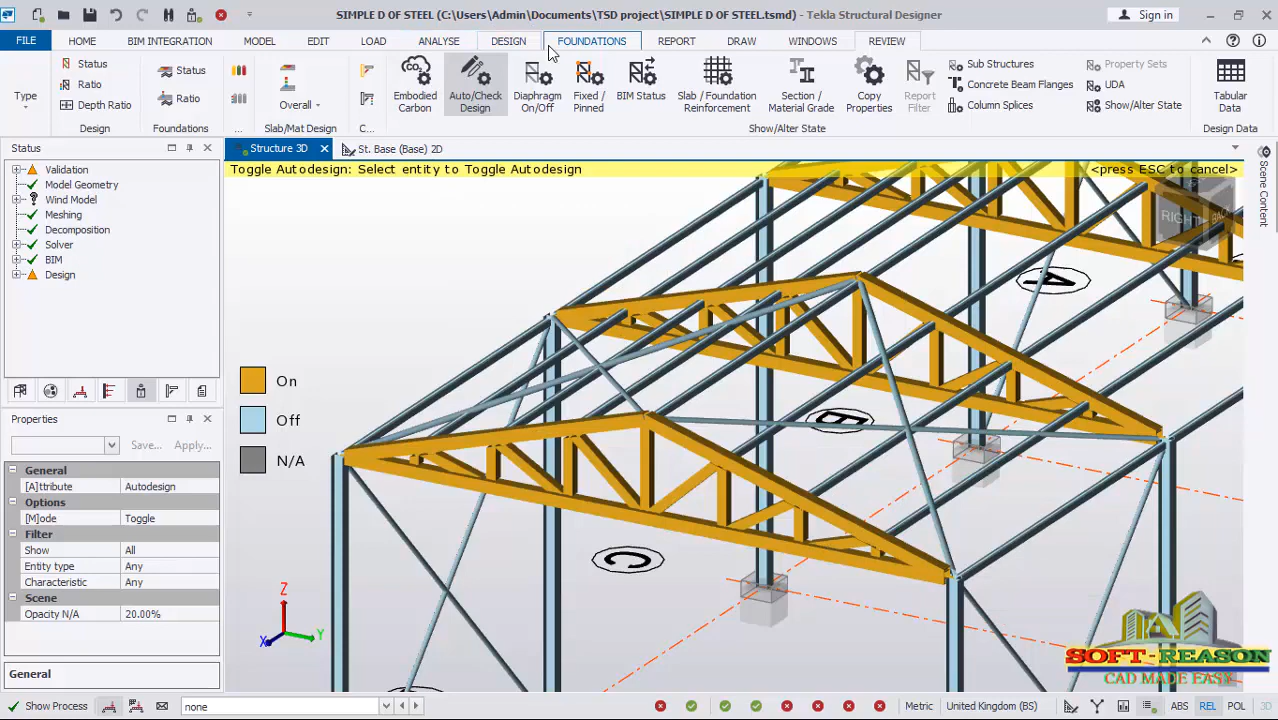 SIMPLE D OF STEEL (C:\Users\Admin\Documents\TSD project\SIMPLE D OF STEEL.tsmd) - Tekla Structural Designer
Sign in
FILE HOME BIM INTEGRATION MODEL EDIT LOAD ANALYSE DESIGN FOUNDATIONS REPORT DRAW WINDOWS REVIEW
Type
Status
Ratio
Depth Ratio
Design
Status
Ratio
Foundations
...
Overall
Slab/Mat Design
C...
Embodied Carbon
Auto/Check Design
Diaphragm On/Off
Fixed / Pinned
BIM Status
Slab / Foundation Reinforcement
Section / Material Grade
Copy Properties
Report Filter
Sub Structures
Concrete Beam Flanges
Column Splices
Property Sets
UDA
Show/Alter State
Show/Alter State
Tabular Data
Design Data
Status
Validation
Model Geometry
Wind Model
Meshing
Decomposition
Solver
BIM
Design
Structure 3D
St. Base (Base) 2D
Toggle Autodesign: Select entity to Toggle Autodesign
<press ESC to cancel>
Scene Content
RIGHT
BACK
On
Off
N/A
A
B
C
Z
Y
X
Properties
Save...
Apply...
General
[A]ttribute Autodesign
Options
[M]ode Toggle
Filter
Show All
Entity type Any
Characteristic Any
Scene
Opacity N/A 20.00%
General
SOFT-REASON
CAD MADE EASY
Show Process
none
Metric
United Kingdom (BS)
ABS
REL
POL
3D